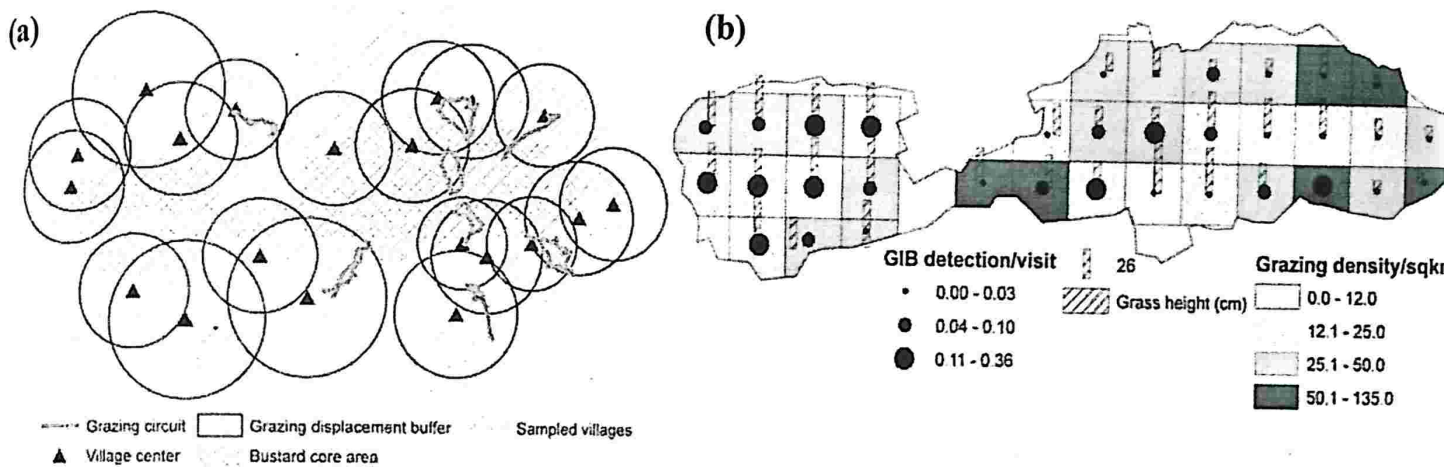 (a)
(b)
Grazing circuit
Grazing displacement buffer
Sampled villages
Village center
Bustard core area
GIB detection/visit
0.00 - 0.03
0.04 - 0.10
0.11 - 0.36
26
Grass height (cm)
Grazing density/sqkm
0.0 - 12.0
12.1 - 25.0
25.1 - 50.0
50.1 - 135.0